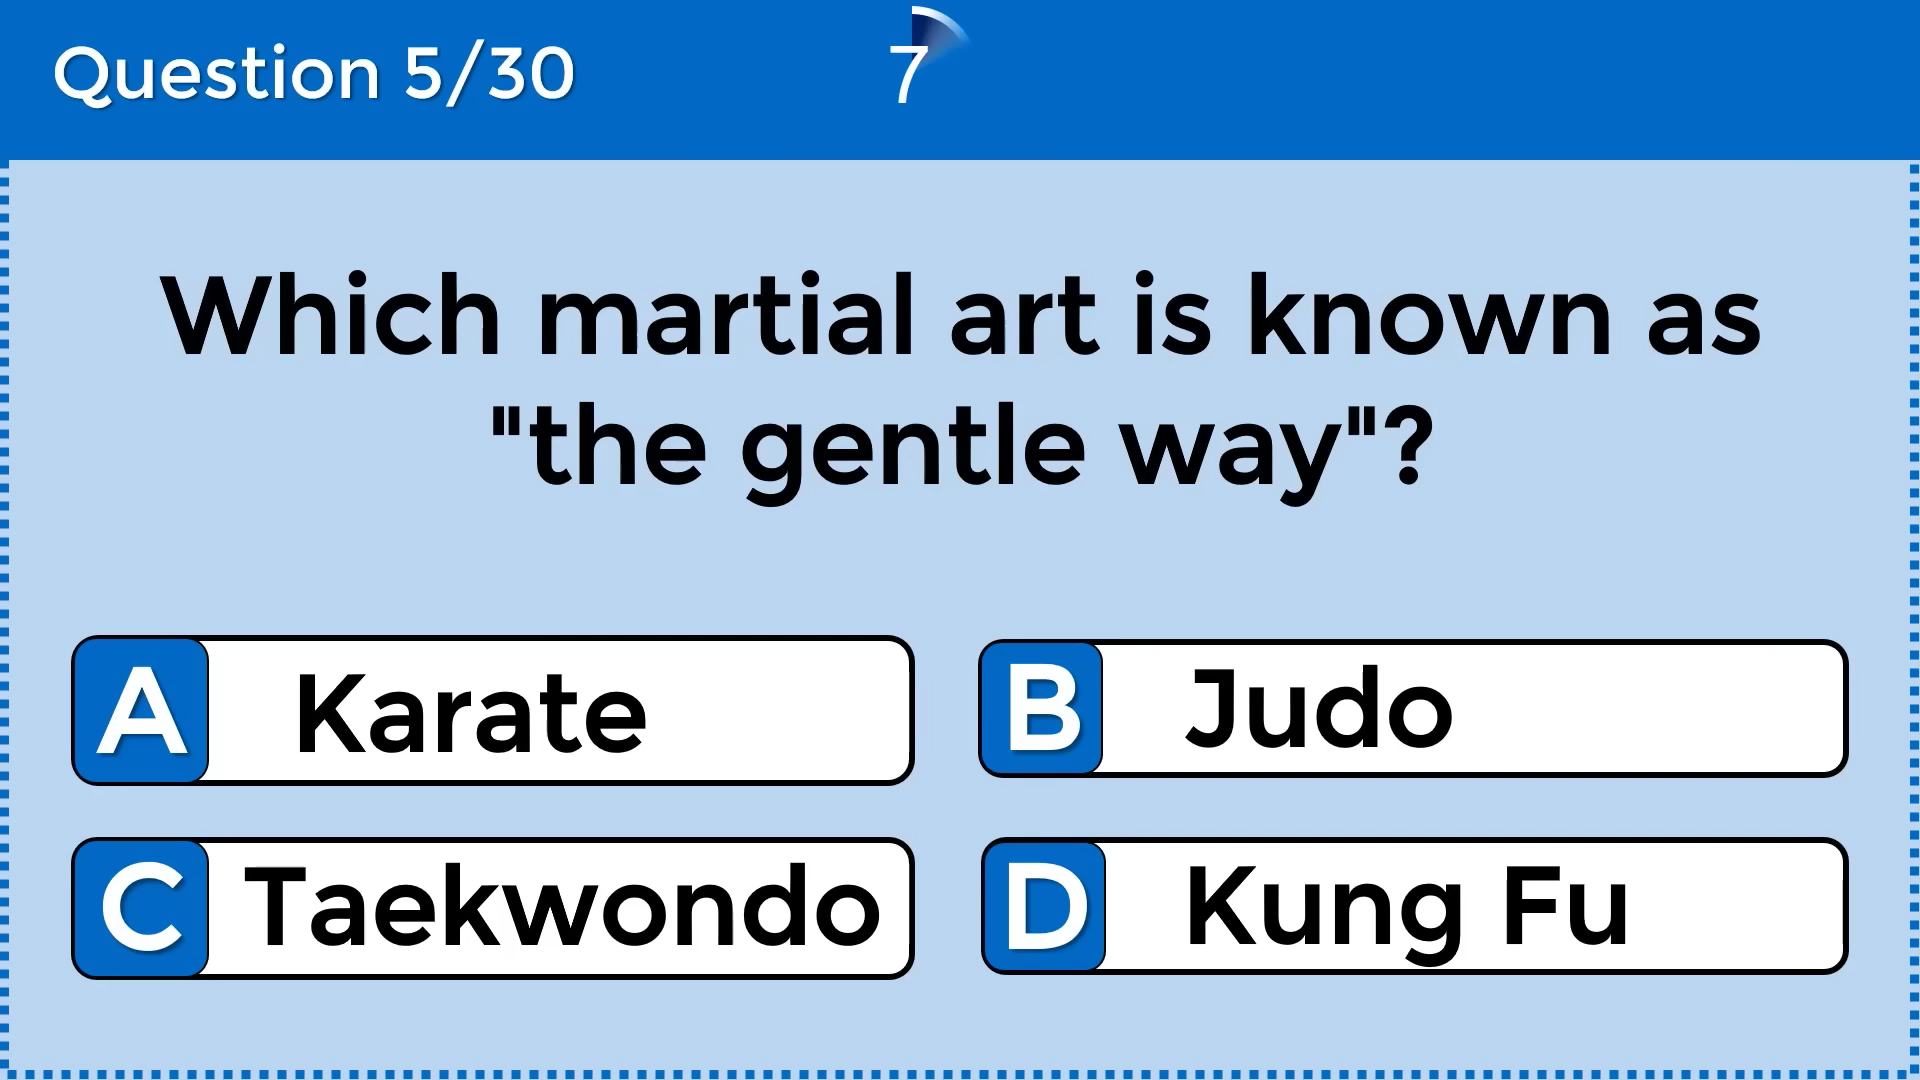 Question 5/30
7
Which martial art is known as
"the gentle way"?
A Karate
B Judo
C Taekwondo
D Kung Fu